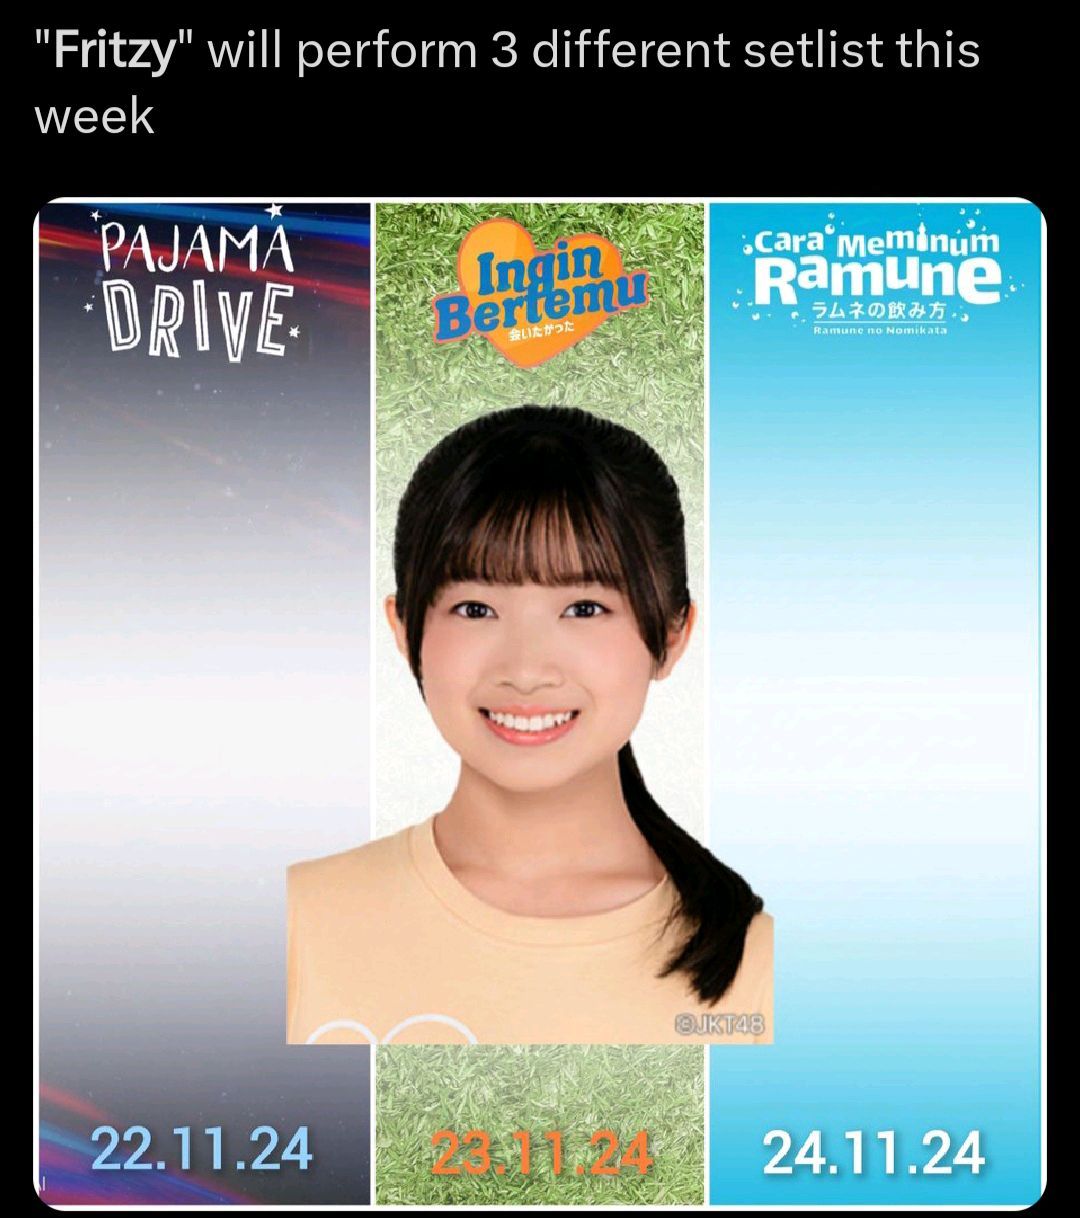 "Fritzy" will perform 3 different setlist this
week
PAJAMA
DRIVE
Ingin
Bertemu
会いたかった
Cara Meminum
Ramune
ラムネの飲み方
Ramune no Nomikata
©JKT48
22.11.24
23.11.24
24.11.24